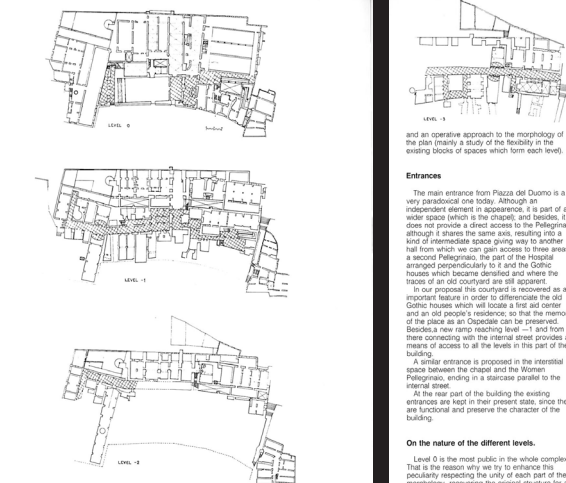 LEVEL 0
LEVEL -1
LEVEL -2
LEVEL -3
and an operative approach to the morphology of
the plan (mainly a study of the flexibility in the
existing blocks of spaces which form each level).
Entrances
The main entrance from Piazza del Duomo is a
very paradoxical one today. Although an
independent element in appearence, it is part of a
wider space (which is the chapel); and besides, it
does not provide a direct access to the Pellegrina
although it shares the same axis, resulting into a
kind of intermediate space giving way to another
hall from which we can gain access to three area
a second Pellegrinaio, the part of the Hospital
arranged perpendicularly to it and the Gothic
houses which became densified and where the
traces of an old courtyard are still apparent.
In our proposal this courtyard is recovered as a
important feature in order to differenciate the old
Gothic houses which will locate a first aid center
and an old people's residence; so that the memo
of the place as an Ospedale can be preserved.
Besides,a new ramp reaching level —1 and from
there connecting with the internal street provides a
means of access to all the levels in this part of the
building.
A similar entrance is proposed in the interstitial
space between the chapel and the Women
Pellegrinaio, ending in a staircase parallel to the
internal street.
At the rear part of the building the existing
entrances are kept in their present state, since the
are functional and preserve the character of the
building.
On the nature of the different levels.
Level 0 is the most public in the whole complex
That is the reason why we try to enhance this
peculiarity respecting the unity of each part of the